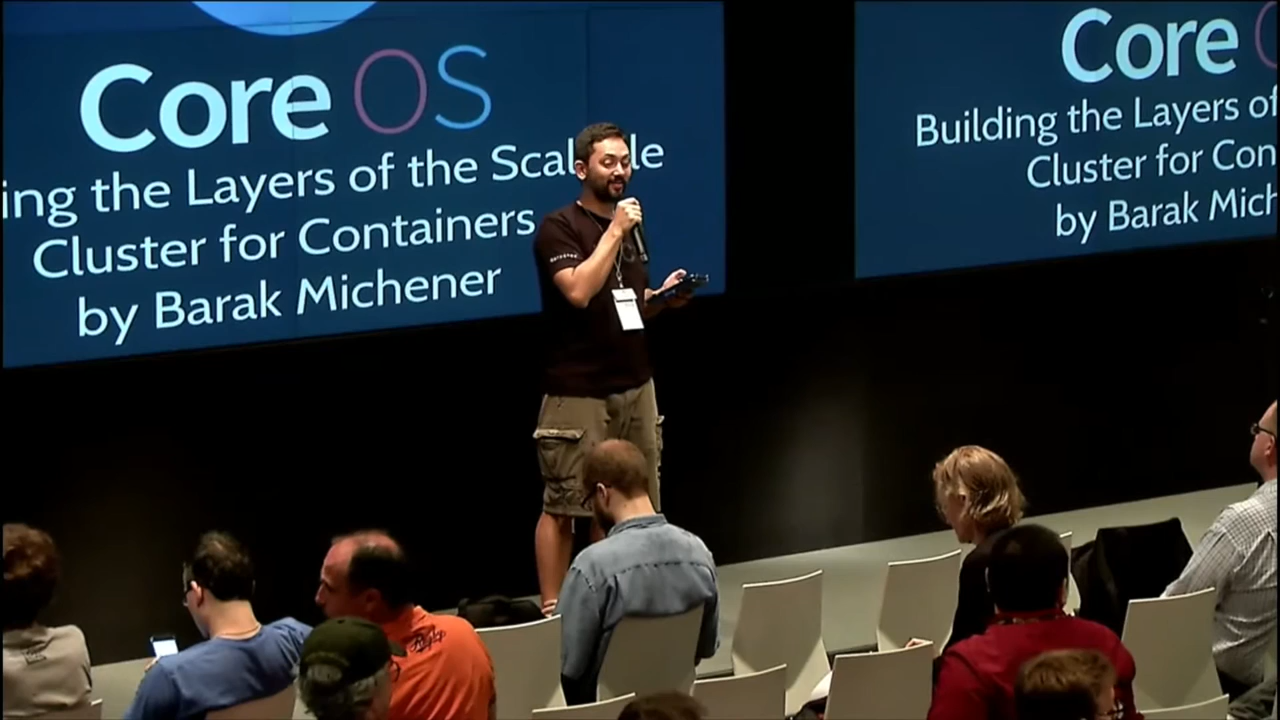 Core OS
ing the Layers of the Scal le
Cluster for Containers
by Barak Michener
Core
Building the Layers of
Cluster for Con
by Barak Mich